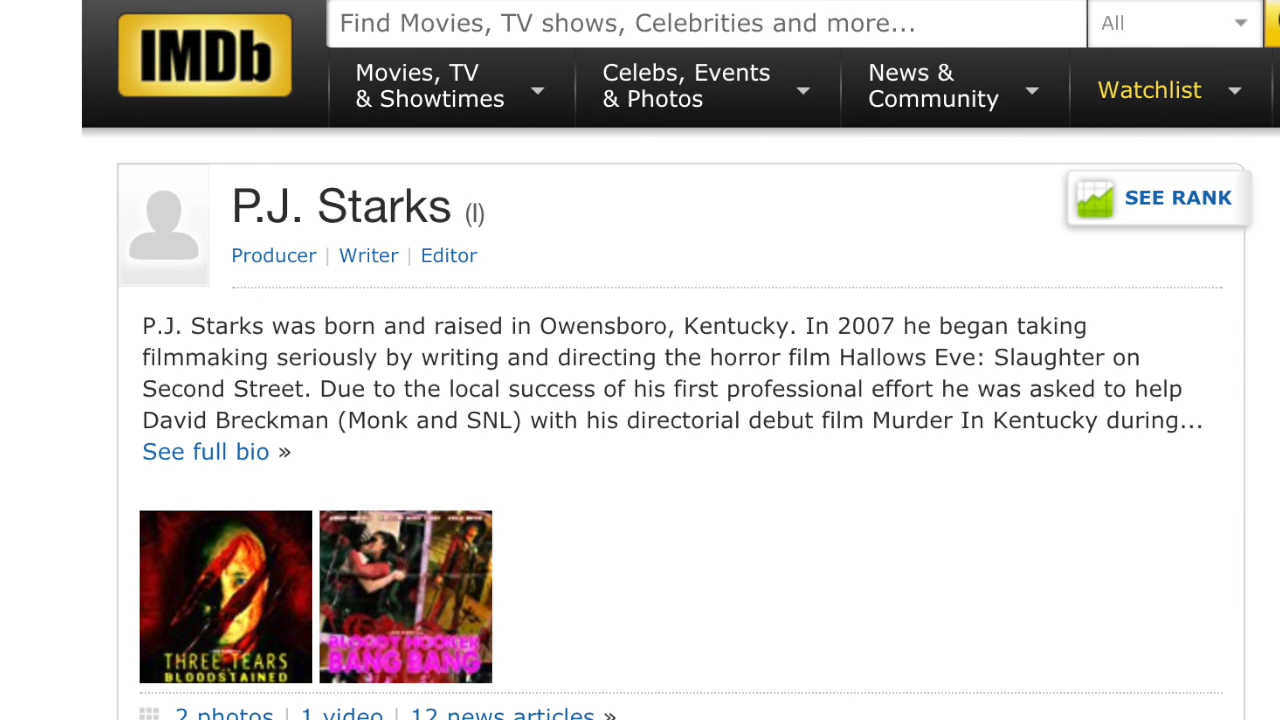 IMDb
Find Movies, TV shows, Celebrities and more...
All
Movies, TV
& Showtimes
Celebs, Events
& Photos
News &
Community
Watchlist
P.J. Starks (I)
SEE RANK
Producer | Writer | Editor
P.J. Starks was born and raised in Owensboro, Kentucky. In 2007 he began taking
filmmaking seriously by writing and directing the horror film Hallows Eve: Slaughter on
Second Street. Due to the local success of his first professional effort he was asked to help
David Breckman (Monk and SNL) with his directorial debut film Murder In Kentucky during...
See full bio »
THREE TEARS
BLOODSTAINED
BLOODY HOOKER
BANG BANG
2 photos | 1 video | 12 news articles »